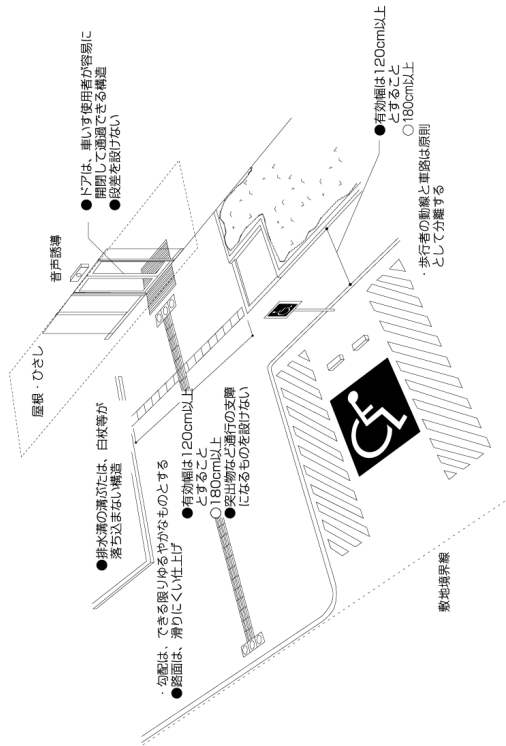 ●ドアは、車いす使用者が容易に
開閉して通過できる構造
●段差を設けない
音声誘導
屋根・ひさし
●有効幅は120cm以上
とすること
○180cm以上
・歩行者の動線と車路は原則
として分離する
●排水溝の溝ぶたは、白杖等が
落ち込まない構造
・勾配は、できる限りゆるやかなものとする
●路面は、滑りにくい仕上げ
●有効幅は120cm以上
とすること
○180cm以上
●突出物など通行の支障
になるものを設けない
敷地境界線